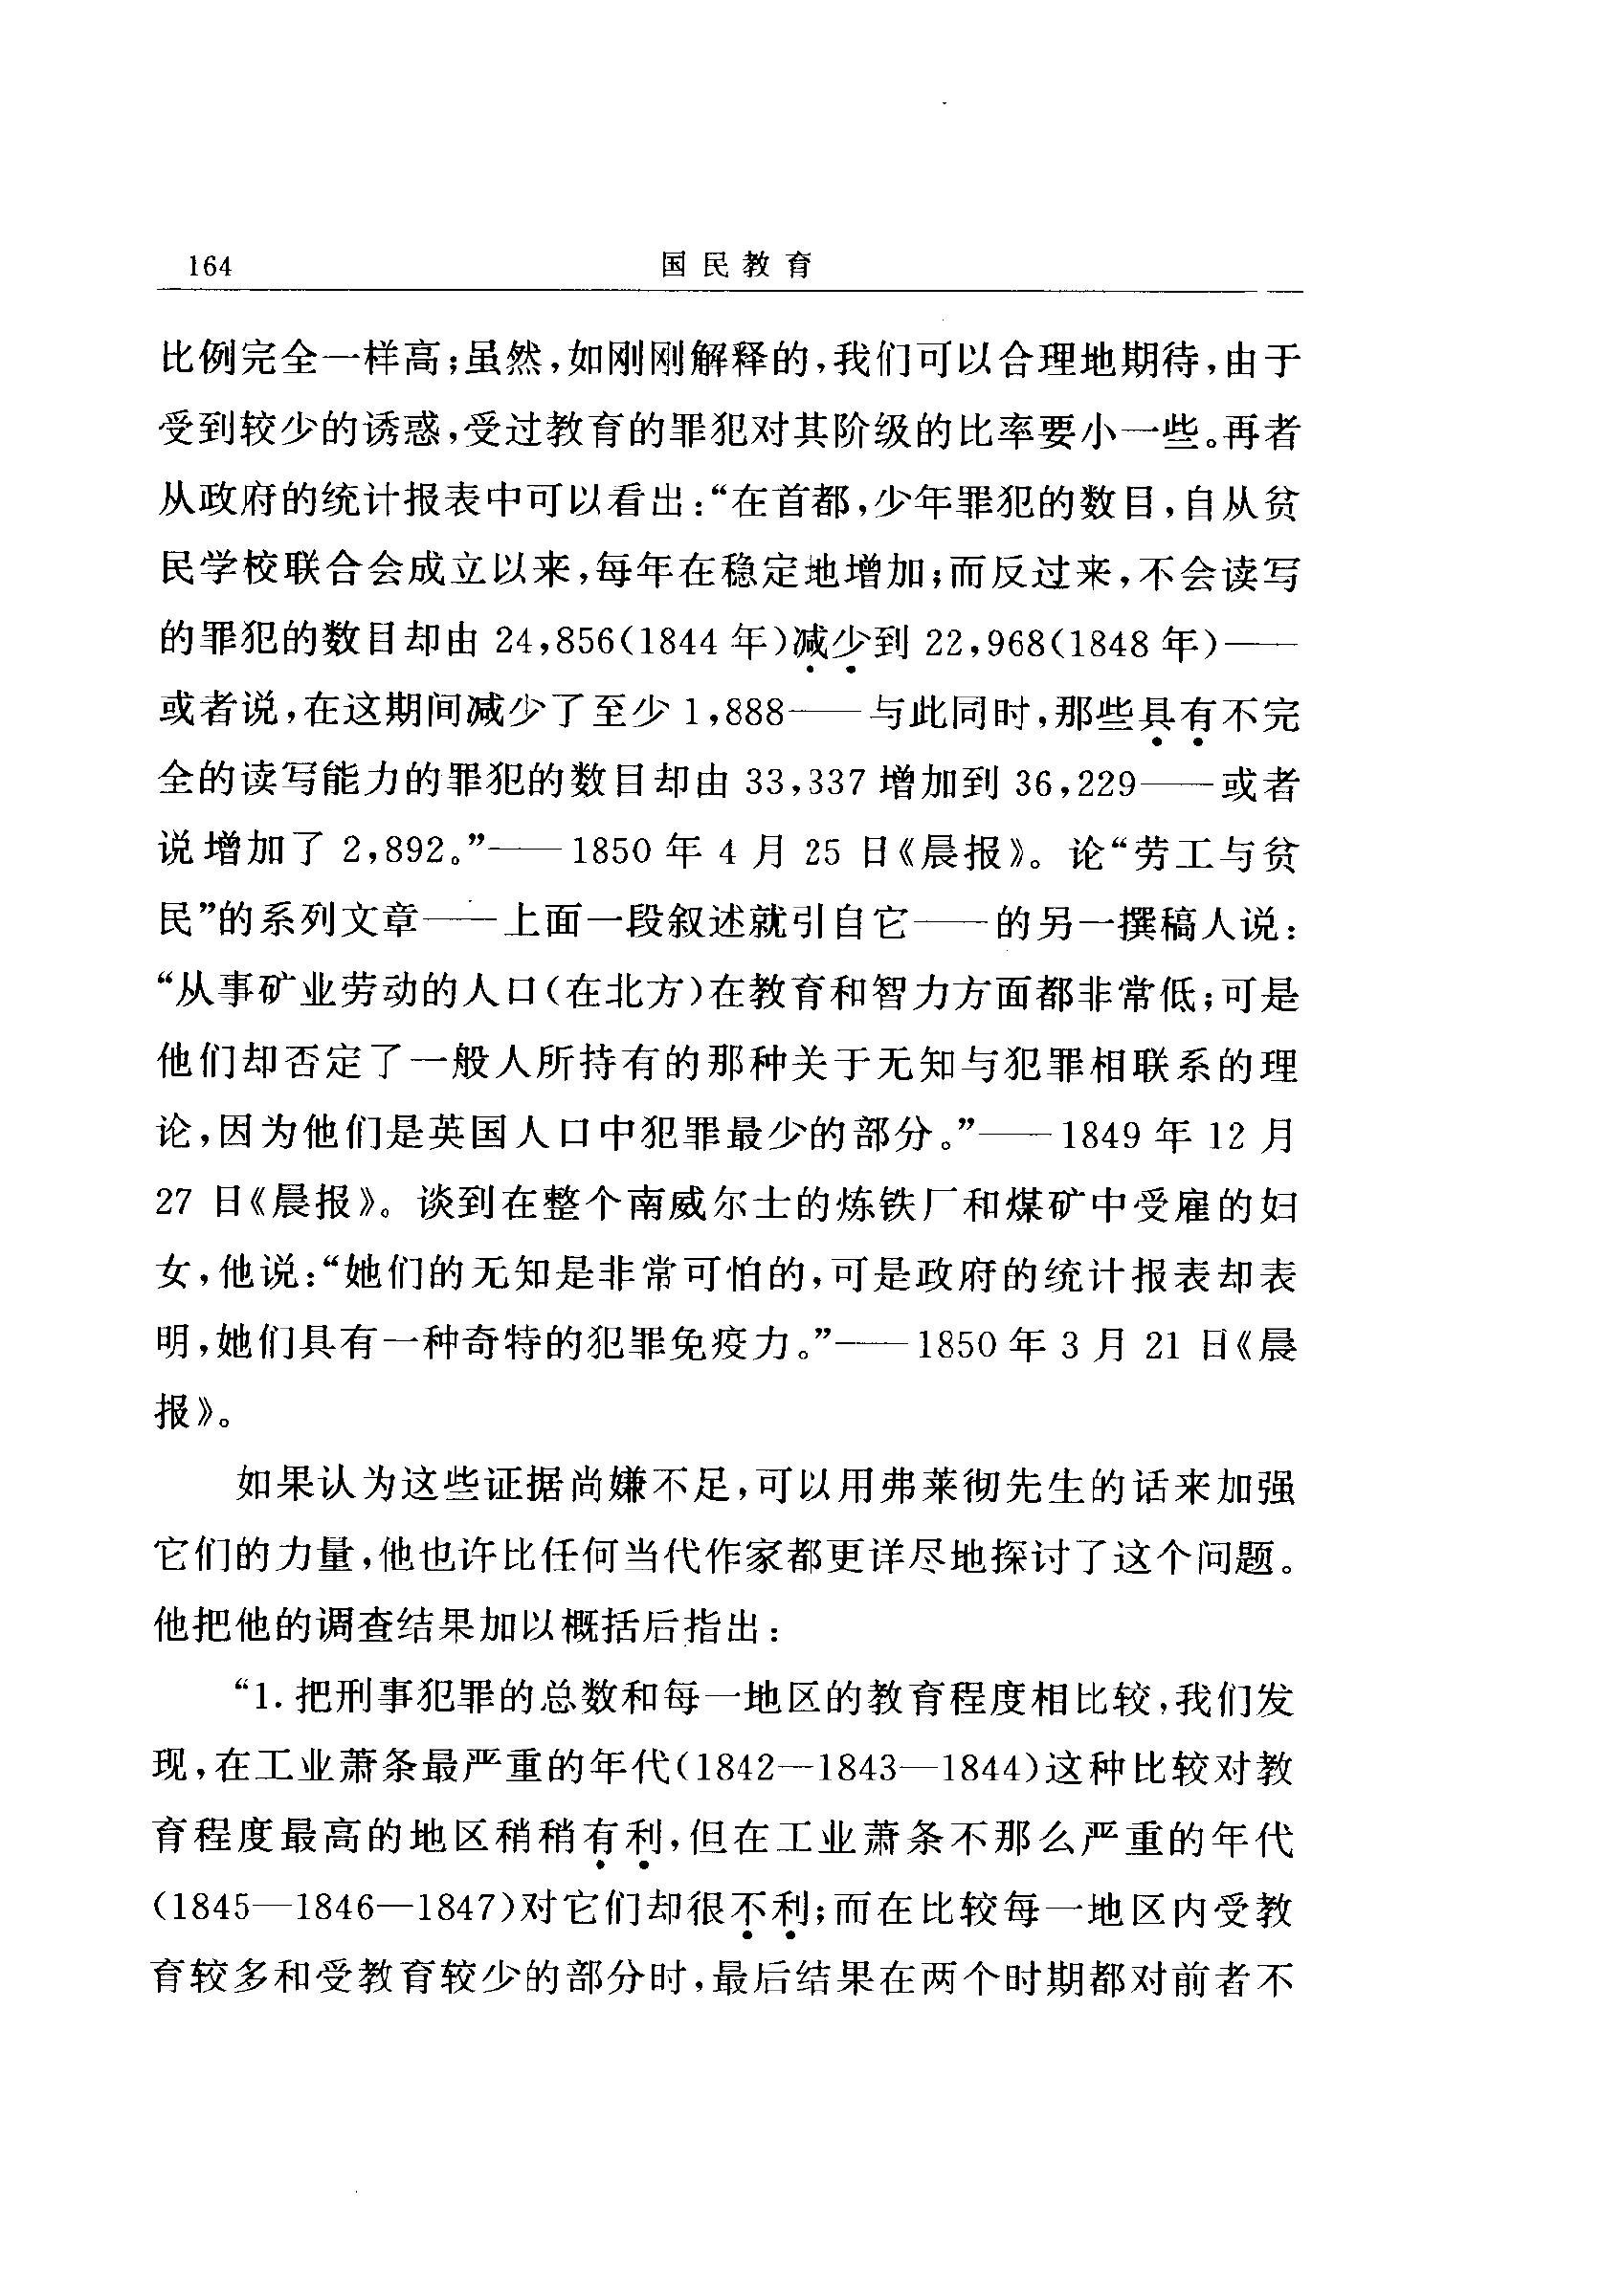 164 国民教育
比例完全一样高;虽然,如刚刚解释的,我们可以合理地期待,由于
受到较少的诱惑,受过教育的罪犯对其阶级的比率要小一些。再者
从政府的统计报表中可以看出:“在首都,少年罪犯的数目,自从贫
民学校联合会成立以来,每年在稳定地增加;而反过来,不会读写
的罪犯的数目却由 24,856(1844 年)减少到 22,968(1848 年)——
或者说,在这期间减少了至少 1,888——与此同时,那些具有不完
全的读写能力的罪犯的数目却由 33,337 增加到 36,229——或者
说增加了 2,892。”——1850 年 4 月 25 日《晨报》。论“劳工与贫
民”的系列文章——上面一段叙述就引自它——的另一撰稿人说:
“从事矿业劳动的人口(在北方)在教育和智力方面都非常低;可是
他们却否定了一般人所持有的那种关于无知与犯罪相联系的理
论,因为他们是英国人口中犯罪最少的部分。”——1849 年 12 月
27 日《晨报》。谈到在整个南威尔士的炼铁厂和煤矿中受雇的妇
女,他说:“她们的无知是非常可怕的,可是政府的统计报表却表
明,她们具有一种奇特的犯罪免疫力。”——1850 年 3 月 21 日《晨
报》。
如果认为这些证据尚嫌不足,可以用弗莱彻先生的话来加强
它们的力量,他也许比任何当代作家都更详尽地探讨了这个问题。
他把他的调查结果加以概括后指出:
“1. 把刑事犯罪的总数和每一地区的教育程度相比较,我们发
现,在工业萧条最严重的年代(1842—1843—1844)这种比较对教
育程度最高的地区稍稍有利,但在工业萧条不那么严重的年代
(1845—1846—1847)对它们却很不利;而在比较每一地区内受教
育较多和受教育较少的部分时,最后结果在两个时期都对前者不